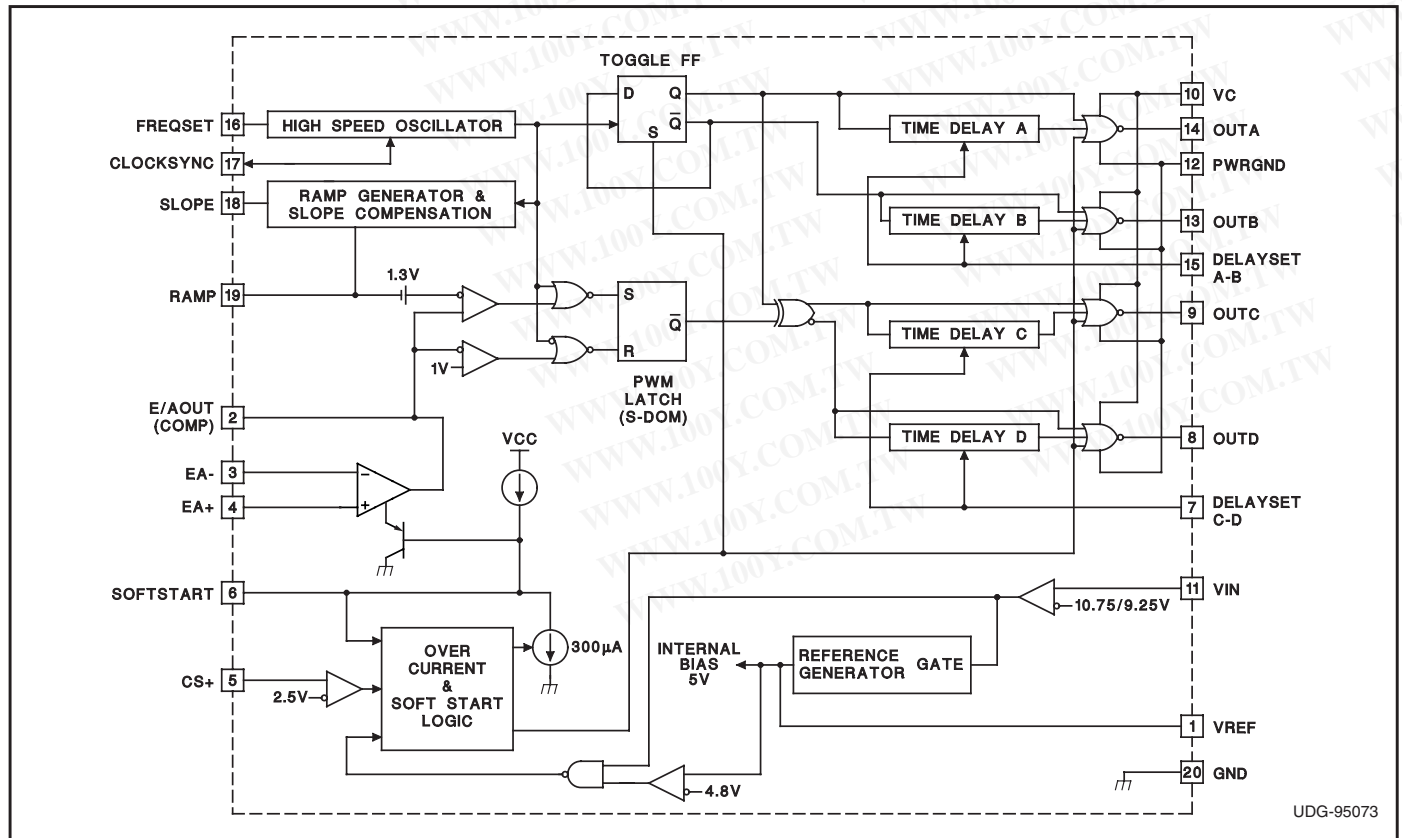 WWW.100Y.COM.TW
TOGGLE FF
FREQSET
16
HIGH SPEED OSCILLATOR
D
Q
Q
S
CLOCKSYNC
17
SLOPE
18
RAMP GENERATOR &
SLOPE COMPENSATION
TIME DELAY A
10
VC
14
OUTA
12
PWRGND
TIME DELAY B
13
OUTB
15
DELAYSET
A-B
RAMP
19
1.3V
1V
S
Q
R
PWM
LATCH
(S-DOM)
TIME DELAY C
9
OUTC
TIME DELAY D
8
OUTD
7
DELAYSET
C-D
E/AOUT
(COMP)
2
EA-
3
EA+
4
-
+
VCC
SOFTSTART
6
300µA
CS+
5
2.5V
OVER
CURRENT
&
SOFT START
LOGIC
INTERNAL
BIAS
5V
REFERENCE
GENERATOR
GATE
10.75/9.25V
11
VIN
1
VREF
4.8V
20
GND
UDG-95073